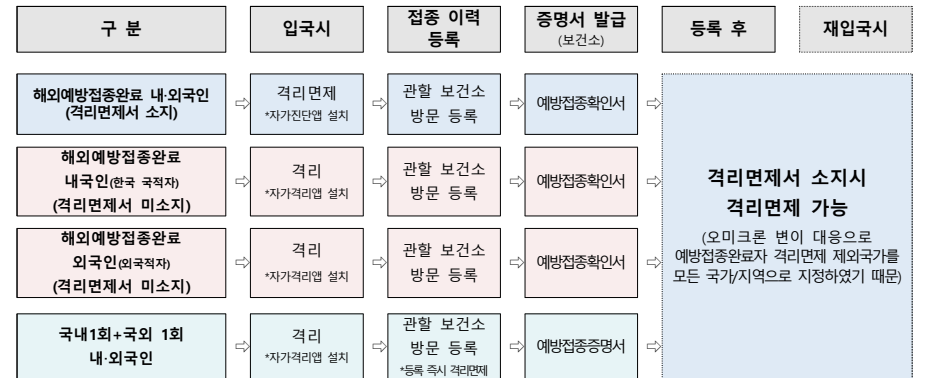 구 분
입국시
접종 이력
등록
증명서 발급
(보건소)
등록 후
재입국시
해외예방접종완료 내·외국인
(격리면제서 소지)
⇨
격리면제
*자가진단앱 설치
⇨
관할 보건소
방문 등록
⇨
예방접종확인서
⇨
해외예방접종완료
내국인(한국 국적자)
(격리면제서 미소지)
⇨
격리
*자가격리앱 설치
⇨
관할 보건소
방문 등록
⇨
예방접종확인서
⇨
해외예방접종완료
외국인(외국적자)
(격리면제서 미소지)
⇨
격리
*자가격리앱 설치
⇨
관할 보건소
방문 등록
⇨
예방접종확인서
⇨
국내1회+국외 1회
내·외국인
⇨
격리
*자가격리앱 설치
⇨
관할 보건소
방문 등록
*등록 즉시 격리면제
⇨
예방접종증명서
⇨
격리면제서 소지시
격리면제 가능
(오미크론 변이 대응으로
예방접종완료자 격리면제 제외국가를
모든 국가/지역으로 지정하였기 때문)